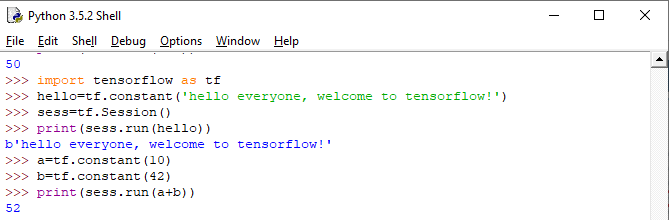 Python 3.5.2 Shell
File Edit Shell Debug Options Window Help
50
>>> import tensorflow as tf
>>> hello=tf.constant('hello everyone, welcome to tensorflow!')
>>> sess=tf.Session()
>>> print(sess.run(hello))
b'hello everyone, welcome to tensorflow!'
>>> a=tf.constant(10)
>>> b=tf.constant(42)
>>> print(sess.run(a+b))
52